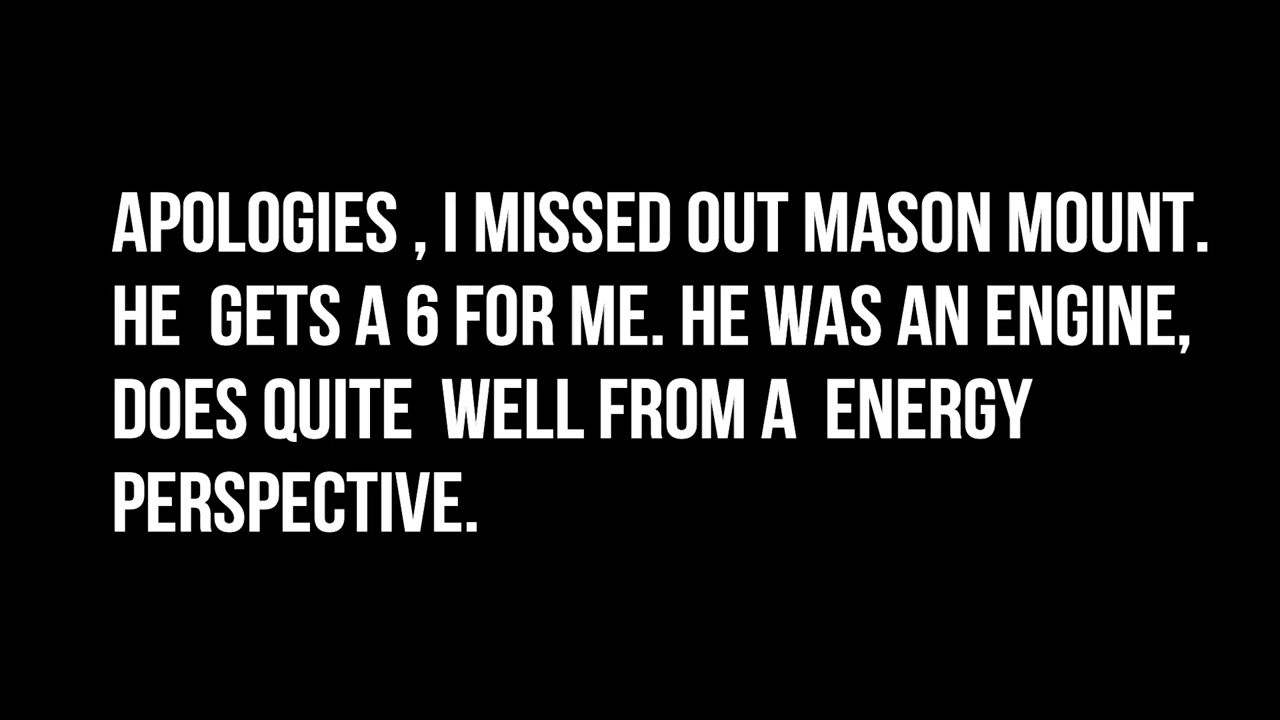 APOLOGIES , I MISSED OUT MASON MOUNT.
HE  GETS A 6 FOR ME. HE WAS AN ENGINE,
DOES QUITE  WELL FROM A  ENERGY
PERSPECTIVE.